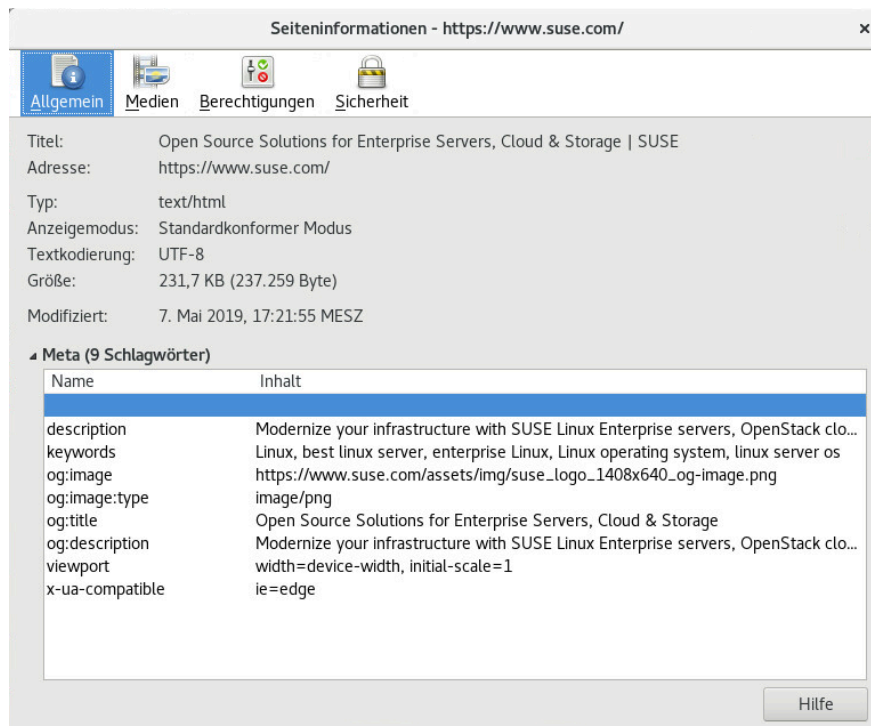 Seiteninformationen - https://www.suse.com/
Allgemein Medien Berechtigungen Sicherheit
Titel: Open Source Solutions for Enterprise Servers, Cloud & Storage | SUSE
Adresse: https://www.suse.com/
Typ: text/html
Anzeigemodus: Standardkonformer Modus
Textkodierung: UTF-8
Größe: 231,7 KB (237.259 Byte)
Modifiziert: 7. Mai 2019, 17:21:55 MESZ
Meta (9 Schlagwörter)
Name Inhalt
description Modernize your infrastructure with SUSE Linux Enterprise servers, OpenStack clo...
keywords Linux, best linux server, enterprise Linux, Linux operating system, linux server os
og:image https://www.suse.com/assets/img/suse_logo_1408x640_og-image.png
og:image:type image/png
og:title Open Source Solutions for Enterprise Servers, Cloud & Storage
og:description Modernize your infrastructure with SUSE Linux Enterprise servers, OpenStack clo...
viewport width=device-width, initial-scale=1
x-ua-compatible ie=edge
Hilfe